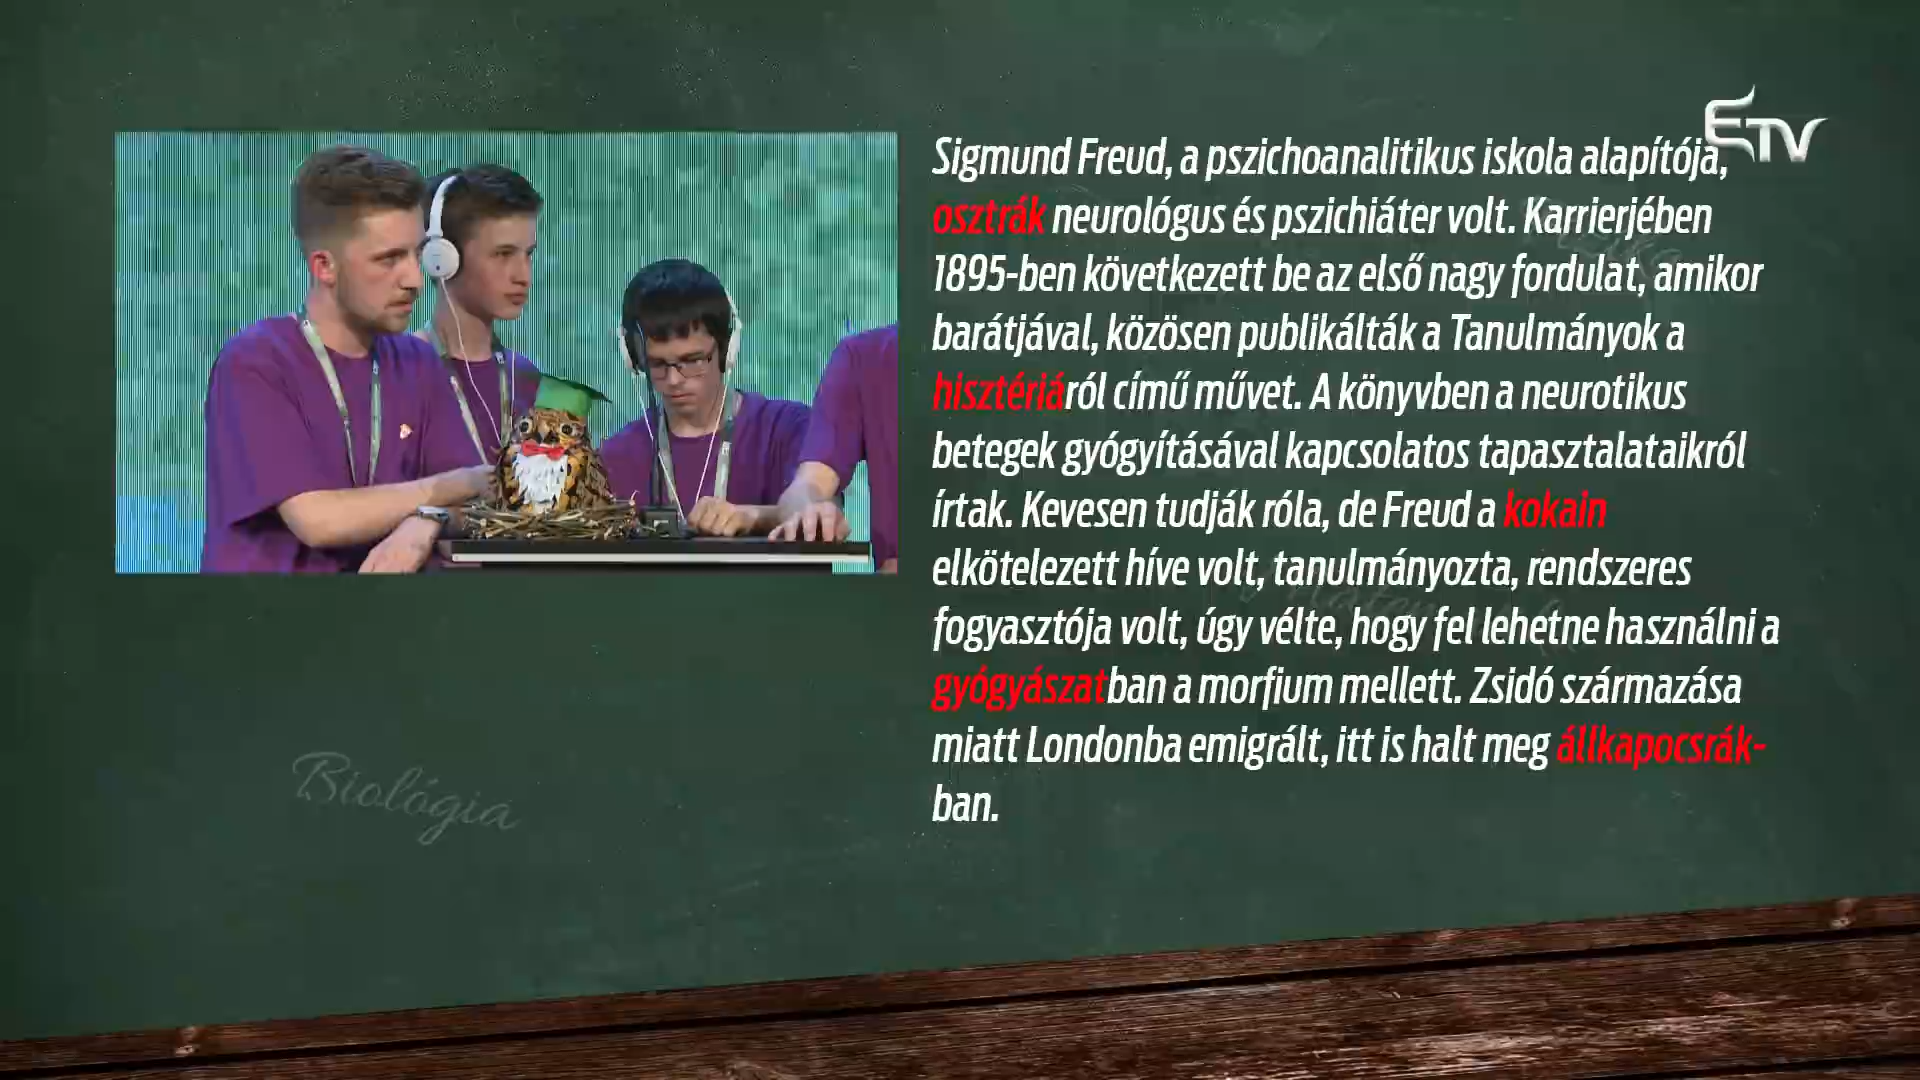 ETV
Sigmund Freud, a pszichoanalitikus iskola alapítója,
osztrák neurológus és pszichiáter volt. Karrierjében
1895-ben következett be az első nagy fordulat, amikor
barátjával, közösen publikálták a Tanulmányok a
hisztériáról című művet. A könyvben a neurotikus
betegek gyógyításával kapcsolatos tapasztalataikról
írtak. Kevesen tudják róla, de Freud a kokain
elkötelezett híve volt, tanulmányozta, rendszeres
fogyasztója volt, úgy vélte, hogy fel lehetne használni a
gyógyászatban a morfium mellett. Zsidó származása
miatt Londonba emigrált, itt is halt meg állkapocsrák-
ban.
Biológia